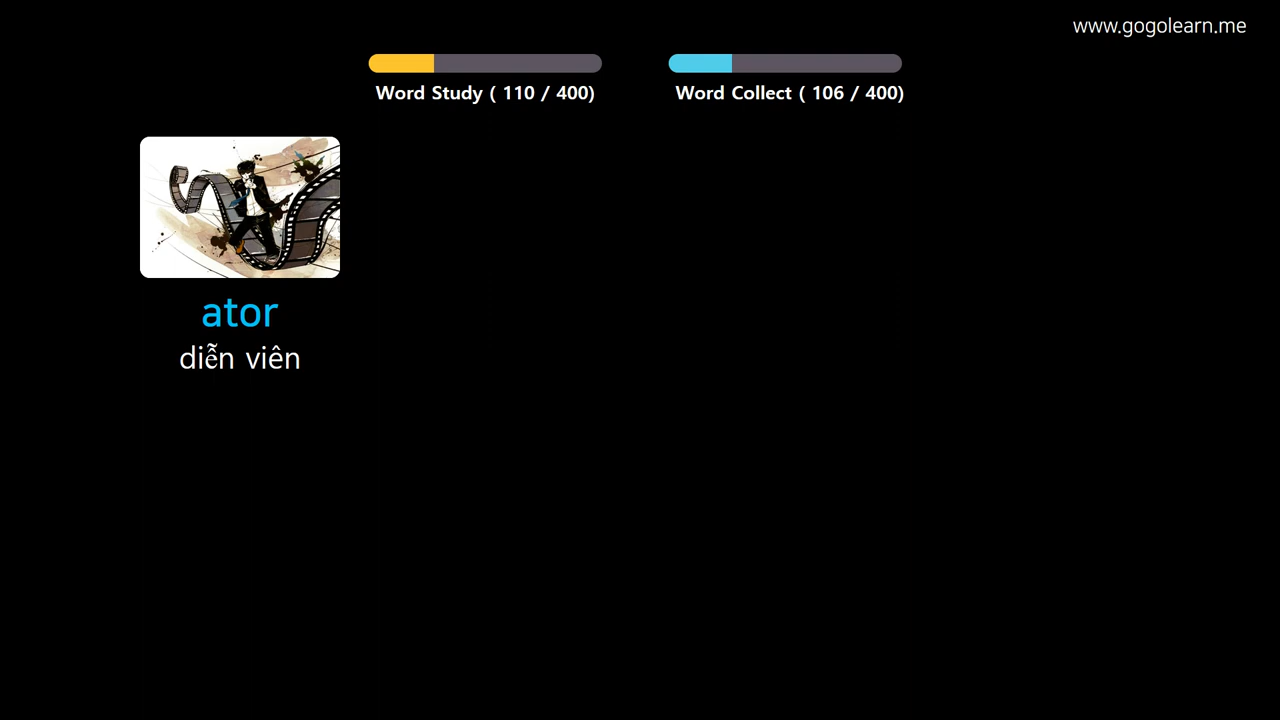 www.gogolearn.me
Word Study ( 110 / 400)
Word Collect ( 106 / 400)
ator
diễn viên